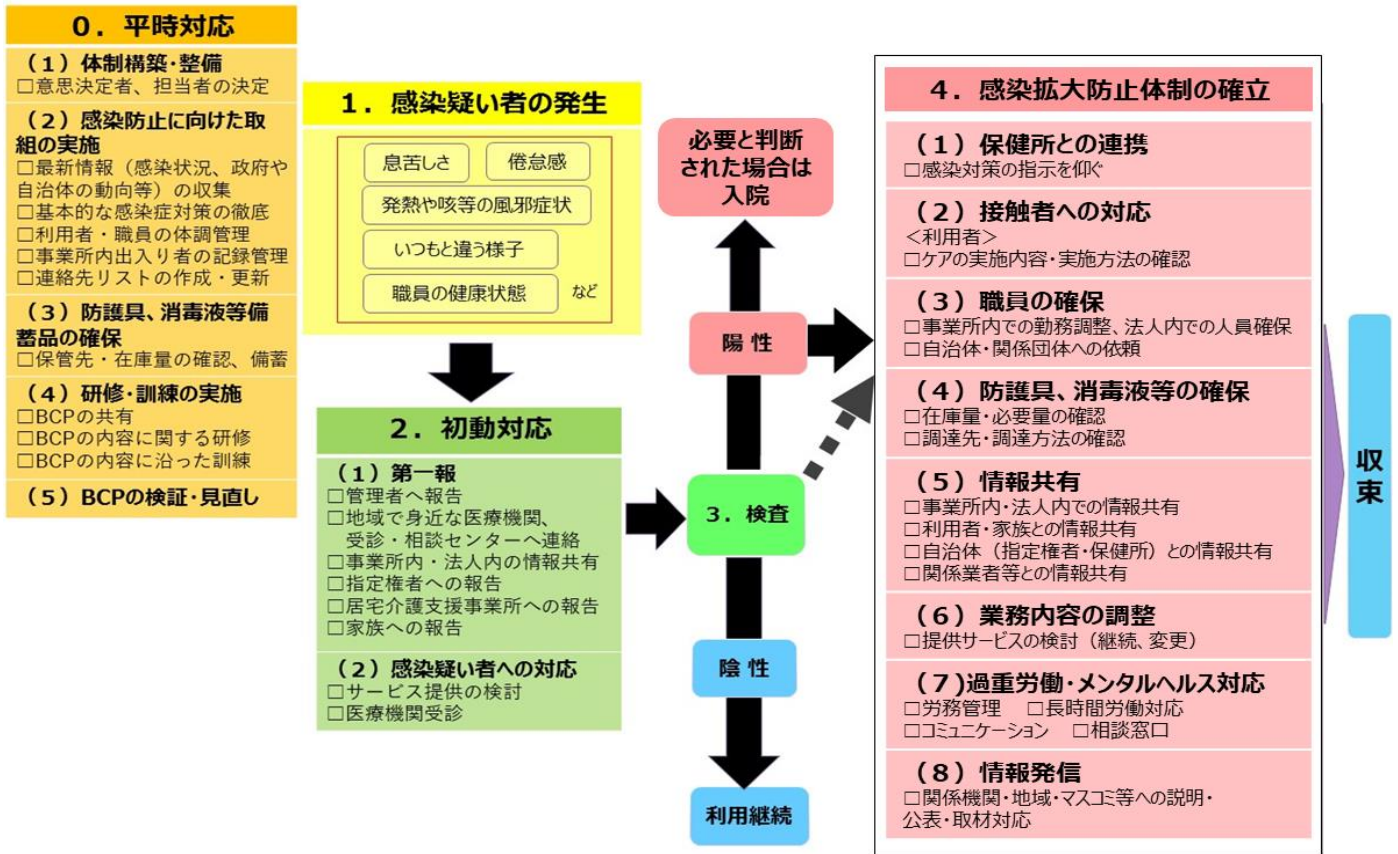 0．平時対応
（1）体制構築・整備
□意思決定者、担当者の決定
（2）感染防止に向けた取
組の実施
□最新情報（感染状況、政府や
自治体の動向等）の収集
□基本的な感染症対策の徹底
□利用者・職員の体調管理
□事業所内出入り者の記録管理
□連絡先リストの作成・更新
（3）防護具、消毒液等備
蓄品の確保
□保管先・在庫量の確認、備蓄
（4）研修・訓練の実施
□BCPの共有
□BCPの内容に関する研修
□BCPの内容に沿った訓練
（5）BCPの検証・見直し
1．感染疑い者の発生
息苦しさ
倦怠感
発熱や咳等の風邪症状
いつもと違う様子
職員の健康状態
など
2．初動対応
（1）第一報
□管理者へ報告
□地域で身近な医療機関、
受診・相談センターへ連絡
□事業所内・法人内の情報共有
□指定権者への報告
□居宅介護支援事業所への報告
□家族への報告
（2）感染疑い者への対応
□サービス提供の検討
□医療機関受診
必要と判断
された場合は
入院
陽性
3．検査
陰性
利用継続
4．感染拡大防止体制の確立
（1）保健所との連携
□感染対策の指示を仰ぐ
（2）接触者への対応
＜利用者＞
□ケアの実施内容・実施方法の確認
（3）職員の確保
□事業所内での勤務調整、法人内での人員確保
□自治体・関係団体への依頼
（4）防護具、消毒液等の確保
□在庫量・必要量の確認
□調達先・調達方法の確認
（5）情報共有
□事業所内・法人内での情報共有
□利用者・家族との情報共有
□自治体（指定権者・保健所）との情報共有
□関係業者等との情報共有
（6）業務内容の調整
□提供サービスの検討（継続、変更）
（7)過重労働・メンタルヘルス対応
□労務管理　□長時間労働対応
□コミュニケーション　□相談窓口
（8）情報発信
□関係機関・地域・マスコミ等への説明・
公表・取材対応
収束